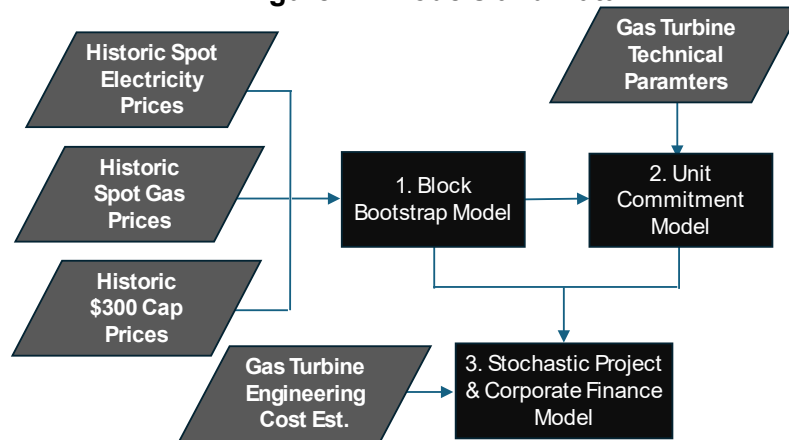 Historic Spot
Electricity
Prices
Gas Turbine
Technical
Paramters
Historic
Spot Gas
Prices
1. Block
Bootstrap Model
2. Unit
Commitment
Model
Historic
$300 Cap
Prices
Gas Turbine
Engineering
Cost Est.
3. Stochastic Project
& Corporate Finance
Model